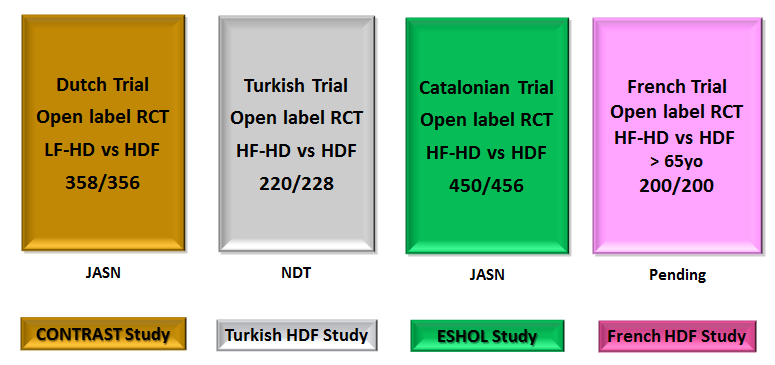 Dutch Trial
Open label RCT
LF-HD vs HDF
358/356
JASN
CONTRAST Study
Turkish Trial
Open label RCT
HF-HD vs HDF
220/228
NDT
Turkish HDF Study
Catalonian Trial
Open label RCT
HF-HD vs HDF
450/456
JASN
ESHOL Study
French Trial
Open label RCT
HF-HD vs HDF
> 65yo
200/200
Pending
French HDF Study